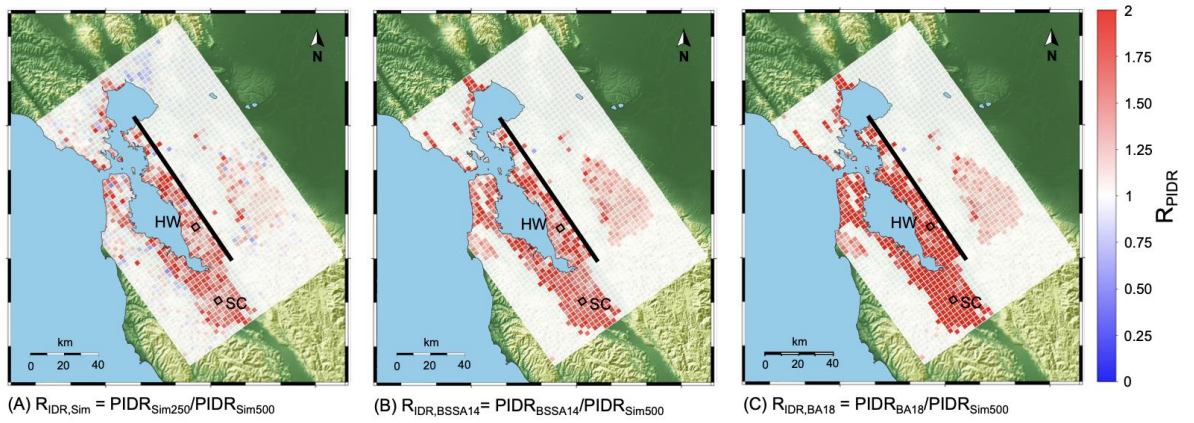 N
HW
SC
km
0 20 40
(A) R_IDR,Sim = PIDR_Sim250/PIDR_Sim500
N
HW
SC
km
0 20 40
(B) R_IDR,BSSA14= PIDR_BSSA14/PIDR_Sim500
N
HW
SC
km
0 20 40
(C) R_IDR,BA18 = PIDR_BA18/PIDR_Sim500
2
1.75
1.50
1.25
1
0.75
0.50
0.25
0
R_PIDR